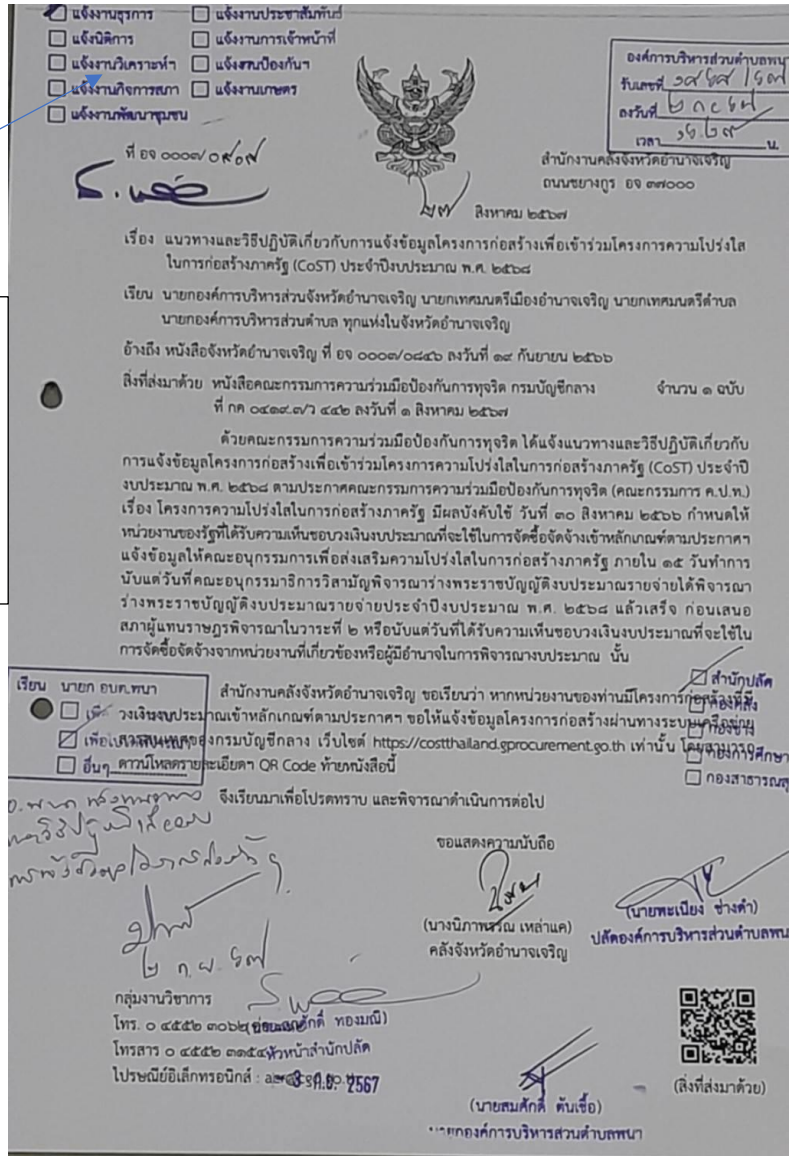 แจ้งงานธุรการ
แจ้งงานประชาสัมพันธ์
แจ้งนิติการ
แจ้งงานการเจ้าหน้าที่
แจ้งงานวิเคราะห์ฯ
แจ้งงานป้องกันฯ
แจ้งงานกิจการสภา
แจ้งงานเกษตร
แจ้งงานพัฒนาชุมชน
องค์การบริหารส่วนตำบลพนา
รับเลขที่
ลงวันที่ ๒ ก.ย. ๖๗
เวลา น.
ที่ อจ ๐๐๐๓/
สำนักงานคลังจังหวัดอำนาจเจริญ
ถนนชยางกูร อจ ๓๗๐๐๐
๒๗ สิงหาคม ๒๕๖๗
เรื่อง แนวทางและวิธีปฏิบัติเกี่ยวกับการแจ้งข้อมูลโครงการก่อสร้างเพื่อเข้าร่วมโครงการความโปร่งใส
ในการก่อสร้างภาครัฐ (CoST) ประจำปีงบประมาณ พ.ศ. ๒๕๖๘
เรียน นายกองค์การบริหารส่วนจังหวัดอำนาจเจริญ นายกเทศมนตรีเมืองอำนาจเจริญ นายกเทศมนตรีตำบล
นายกองค์การบริหารส่วนตำบล ทุกแห่งในจังหวัดอำนาจเจริญ
อ้างถึง หนังสือจังหวัดอำนาจเจริญ ที่ อจ ๐๐๐๓/๐๘๔๖ ลงวันที่ ๑๙ กันยายน ๒๕๖๖
สิ่งที่ส่งมาด้วย หนังสือคณะกรรมการความร่วมมือป้องกันการทุจริต กรมบัญชีกลาง จำนวน ๑ ฉบับ
ที่ กค ๐๔๑๙.๓/ว ๔๔๒ ลงวันที่ ๑ สิงหาคม ๒๕๖๗
ด้วยคณะกรรมการความร่วมมือป้องกันการทุจริต ได้แจ้งแนวทางและวิธีปฏิบัติเกี่ยวกับ
การแจ้งข้อมูลโครงการก่อสร้างเพื่อเข้าร่วมโครงการความโปร่งใสในการก่อสร้างภาครัฐ (CoST) ประจำปี
งบประมาณ พ.ศ. ๒๕๖๘ ตามประกาศคณะกรรมการความร่วมมือป้องกันการทุจริต (คณะกรรมการ ค.ป.ท.)
เรื่อง โครงการความโปร่งใสในการก่อสร้างภาครัฐ มีผลบังคับใช้ วันที่ ๓๐ สิงหาคม ๒๕๖๖ กำหนดให้
หน่วยงานของรัฐที่ได้รับความเห็นชอบวงเงินงบประมาณที่จะใช้ในการจัดซื้อจัดจ้างเข้าหลักเกณฑ์ตามประกาศฯ
แจ้งข้อมูลให้คณะอนุกรรมการเพื่อส่งเสริมความโปร่งใสในการก่อสร้างภาครัฐ ภายใน ๑๕ วันทำการ
นับแต่วันที่คณะอนุกรรมาธิการวิสามัญพิจารณาร่างพระราชบัญญัติงบประมาณรายจ่ายได้พิจารณา
ร่างพระราชบัญญัติงบประมาณรายจ่ายประจำปีงบประมาณ พ.ศ. ๒๕๖๘ แล้วเสร็จ ก่อนเสนอ
สภาผู้แทนราษฎรพิจารณาในวาระที่ ๒ หรือนับแต่วันที่ได้รับความเห็นชอบวงเงินงบประมาณที่จะใช้ใน
การจัดซื้อจัดจ้างจากหน่วยงานที่เกี่ยวข้องหรือผู้มีอำนาจในการพิจารณางบประมาณ นั้น
เรียน นายก อบต.พนา
สำนักปลัด
สำนักงานคลังจังหวัดอำนาจเจริญ ขอเรียนว่า หากหน่วยงานของท่านมีโครงการก่อสร้างที่มี
กองคลัง
วงเงินงบประมาณเข้าหลักเกณฑ์ตามประกาศฯ ขอให้แจ้งข้อมูลโครงการก่อสร้างผ่านทางระบบเครือข่าย
กองช่าง
สารสนเทศของกรมบัญชีกลาง เว็บไซต์ https://costthailand.gprocurement.go.th เท่านั้น โดยสามารถ
กองการศึกษา
อื่นๆ
ดาวน์โหลดรายละเอียดฯ QR Code ท้ายหนังสือนี้
กองสาธารณสุ
จึงเรียนมาเพื่อโปรดทราบ และพิจารณาดำเนินการต่อไป
ขอแสดงความนับถือ
(นางนิภาพรรณ เหล่าแค)
คลังจังหวัดอำนาจเจริญ
(นายพะเนียง ช่างดำ)
ปลัดองค์การบริหารส่วนตำบลพนา
๒ ก.ย. ๖๗
กลุ่มงานวิชาการ
โทร. ๐ ๔๕๕๒ ๓๐๖๒
ทองมณี)
โทรสาร ๐ ๔๕๕๒ ๓๑๕๔
หัวหน้าสำนักปลัด
ไปรษณีย์อิเล็กทรอนิกส์ :
3 ก.ย. 2567
(สิ่งที่ส่งมาด้วย)
(นายสมศักดิ์ ต้นเชื้อ)
นายกองค์การบริหารส่วนตำบลพนา